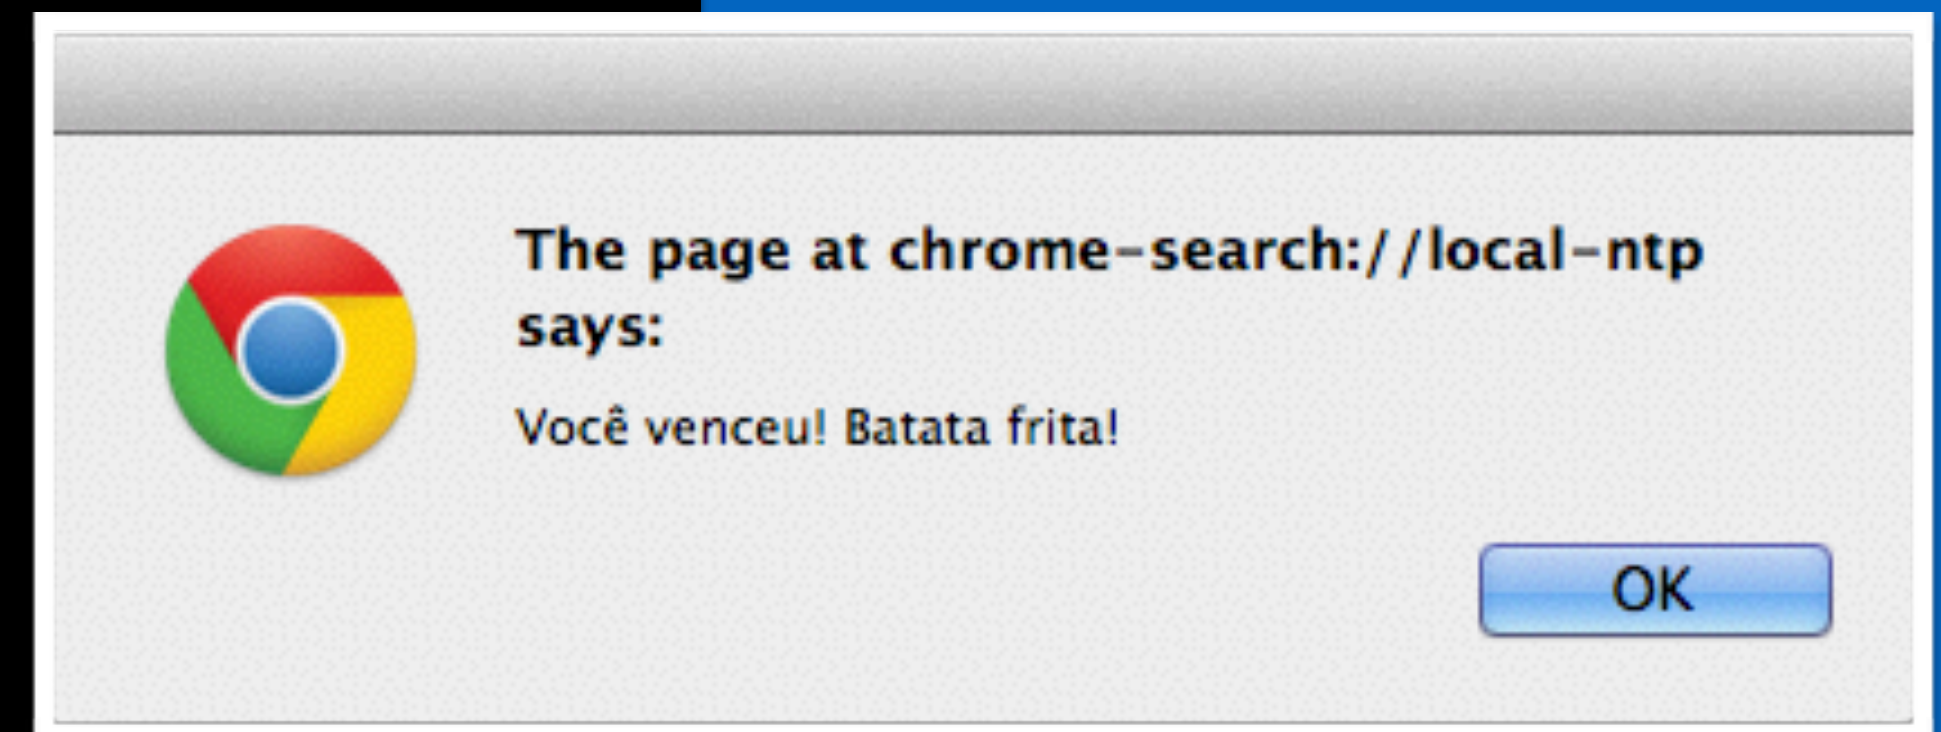 The page at chrome-search://local-ntp
says:
Você venceu! Batata frita!
OK